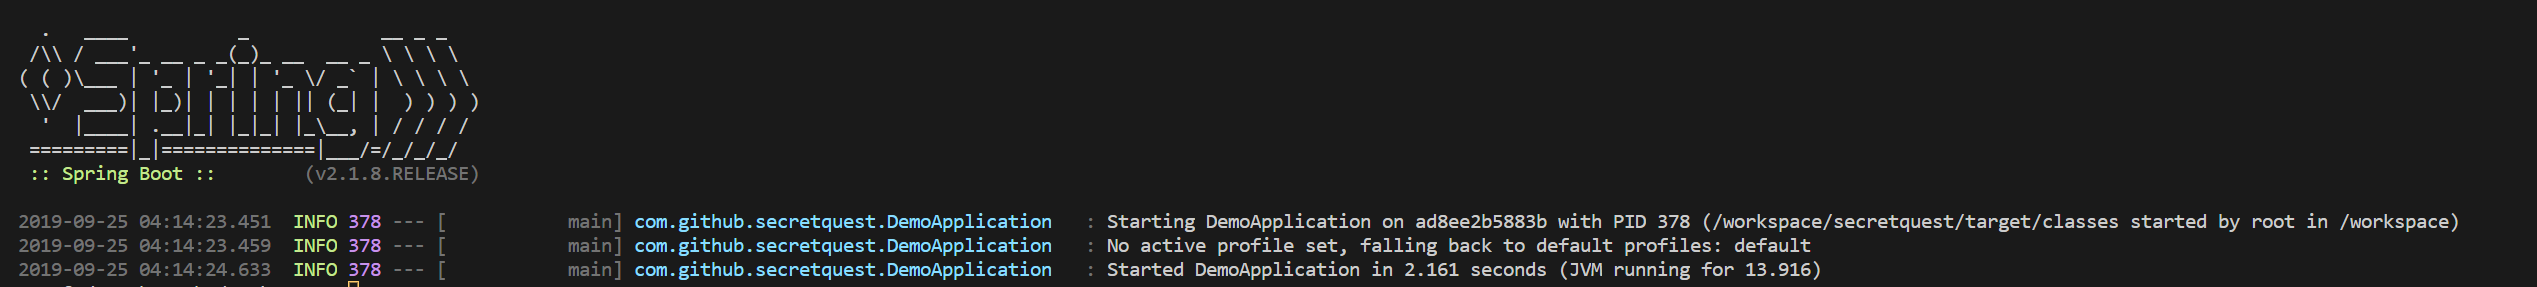 .   ____          _            __ _ _
 /\\ / ___'_ __ _ _(_)_ __  __ _ \ \ \ \
( ( )\___ | '_ | '_| | '_ \/ _` | \ \ \ \
 \\/  ___)| |_)| | | | | || (_| |  ) ) ) )
  '  |____| .__|_| |_|_| |_\__, | / / / /
 =========|_|==============|___/=/_/_/_/
 :: Spring Boot ::        (v2.1.8.RELEASE)
2019-09-25 04:14:23.451  INFO 378 --- [           main] com.github.secretquest.DemoApplication   : Starting DemoApplication on ad8ee2b5883b with PID 378 (/workspace/secretquest/target/classes started by root in /workspace)
2019-09-25 04:14:23.459  INFO 378 --- [           main] com.github.secretquest.DemoApplication   : No active profile set, falling back to default profiles: default
2019-09-25 04:14:24.633  INFO 378 --- [           main] com.github.secretquest.DemoApplication   : Started DemoApplication in 2.161 seconds (JVM running for 13.916)